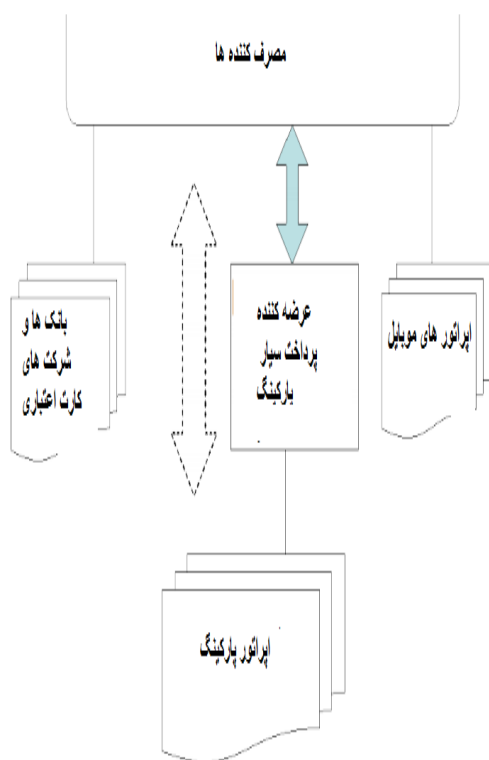 مصرف کننده ها
اپراتور های موبایل
عرضه کننده
پرداخت سیار
پارکینگ
بانک ها و
شرکت های
کارت اعتباری
اپراتور پارکینگ